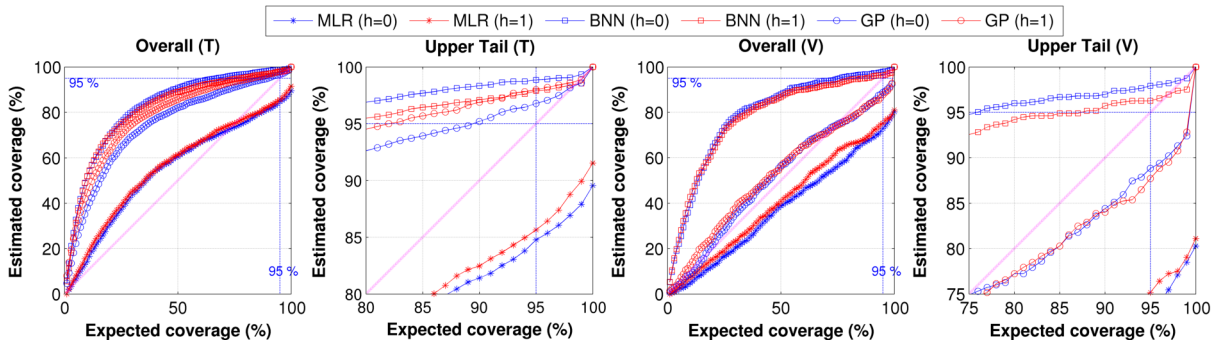 MLR (h=0) MLR (h=1) BNN (h=0) BNN (h=1) GP (h=0) GP (h=1)
Overall (T)
100
80
60
40
20
0
0 50 100
95 %
95 %
Estimated coverage (%)
Expected coverage (%)
Upper Tail (T)
100
95
90
85
80
80 85 90 95 100
Estimated coverage (%)
Expected coverage (%)
Overall (V)
100
80
60
40
20
0
0 50 100
95 %
95 %
Estimated coverage (%)
Expected coverage (%)
Upper Tail (V)
100
95
90
85
80
75
75 80 85 90 95 100
Estimated coverage (%)
Expected coverage (%)